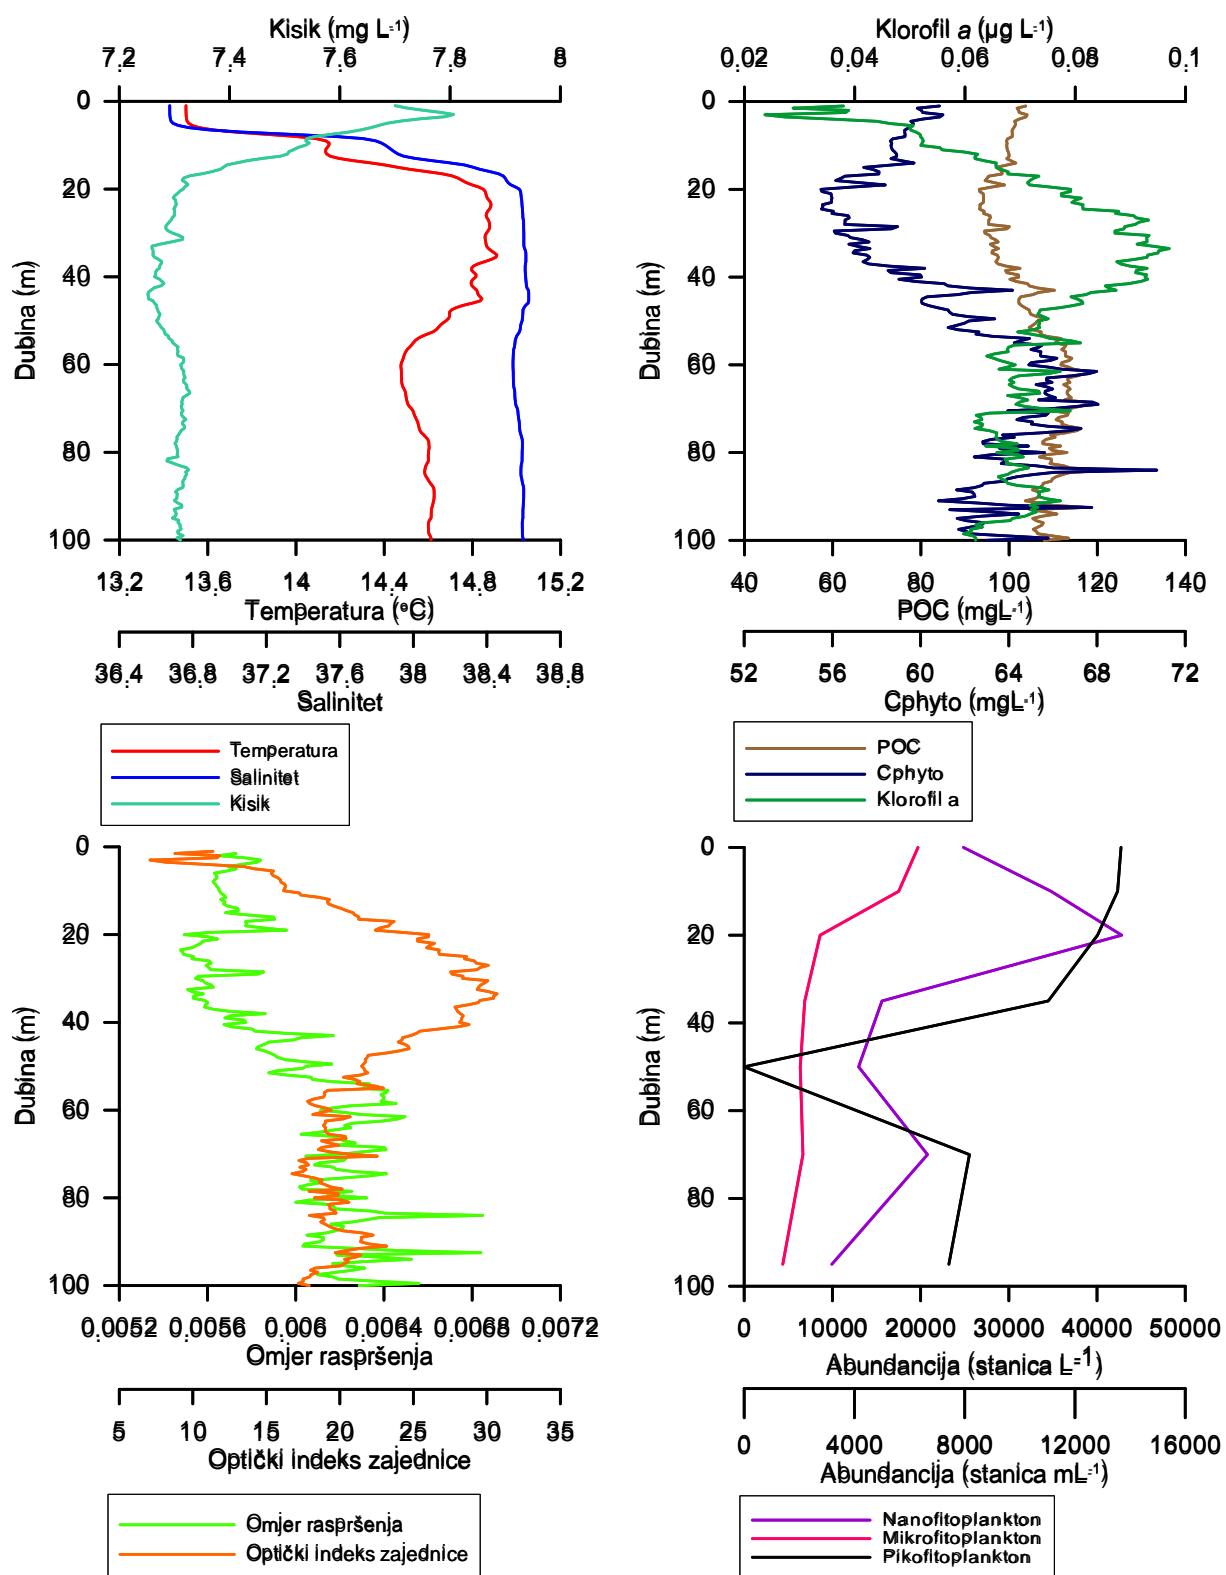 Kisik (mg L-1)
7.2 7.4 7.6 7.8 8
0
20
40
60
80
100
Dubina (m)
13.2 13.6 14 14.4 14.8 15.2
Temperatura (°C)
36.4 36.8 37.2 37.6 38 38.4 38.8
Salinitet
Temperatura
Salinitet
Kisik
Klorofil a (µg L-1)
0.02 0.04 0.06 0.08 0.1
0
20
40
60
80
100
Dubina (m)
40 60 80 100 120 140
POC (mgL-1)
52 56 60 64 68 72
Cphyto (mgL-1)
POC
Cphyto
Klorofil a
0
20
40
60
80
100
Dubina (m)
0.0052 0.0056 0.006 0.0064 0.0068 0.0072
Omjer raspršenja
5 10 15 20 25 30 35
Optički indeks zajednice
Omjer raspršenja
Optički indeks zajednice
0
20
40
60
80
100
Dubina (m)
0 10000 20000 30000 40000 50000
Abundancija (stanica L-1)
0 4000 8000 12000 16000
Abundancija (stanica mL-1)
Nanofitoplankton
Mikrofitoplankton
Pikofitoplankton